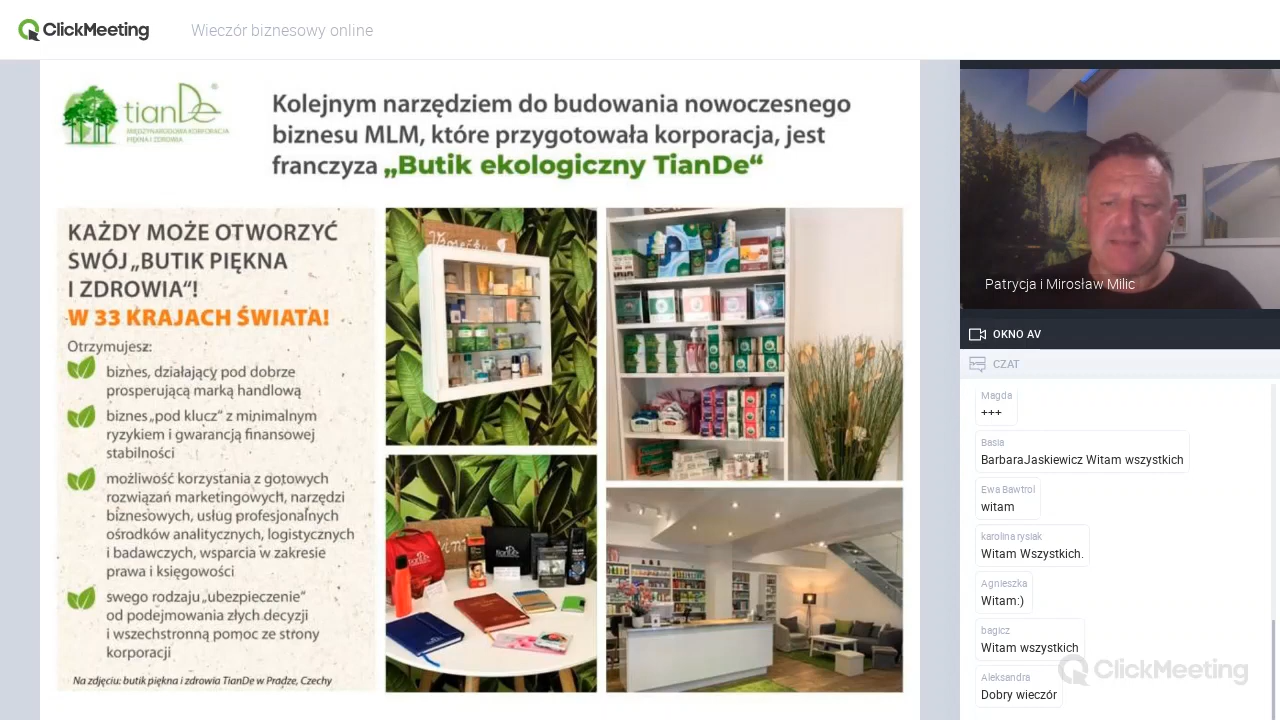 ClickMeeting
Wieczór biznesowy online
tianDe
®
MIĘDZYNARODOWA KORPORACJA
PIĘKNA I ZDROWIA
Kolejnym narzędziem do budowania nowoczesnego
biznesu MLM, które przygotowała korporacja, jest
franczyza „Butik ekologiczny TianDe“
KAŻDY MOŻE OTWORZYĆ
SWÓJ „BUTIK PIĘKNA
I ZDROWIA“!
W 33 KRAJACH ŚWIATA!
Otrzymujesz:
biznes, działający pod dobrze
prosperującą marką handlową
biznes „pod klucz“ z minimalnym
ryzykiem i gwarancją finansowej
stabilności
możliwość korzystania z gotowych
rozwiązań marketingowych, narzędzi
biznesowych, usług profesjonalnych
ośrodków analitycznych, logistycznych
i badawczych, wsparcia w zakresie
prawa i księgowości
swego rodzaju „ubezpieczenie“
od podejmowania złych decyzji
i wszechstronną pomoc ze strony
korporacji
Na zdjęciu: butik piękna i zdrowia TianDe w Pradze, Czechy
tianDe
Patrycja i Mirosław Milic
OKNO AV
CZAT
Magda
+++
Basia
BarbaraJaskiewicz Witam wszystkich
Ewa Bawtrol
witam
karolina rysiak
Witam Wszystkich.
Agnieszka
Witam:)
bagicz
Witam wszystkich
Aleksandra
Dobry wieczór
ClickMeeting